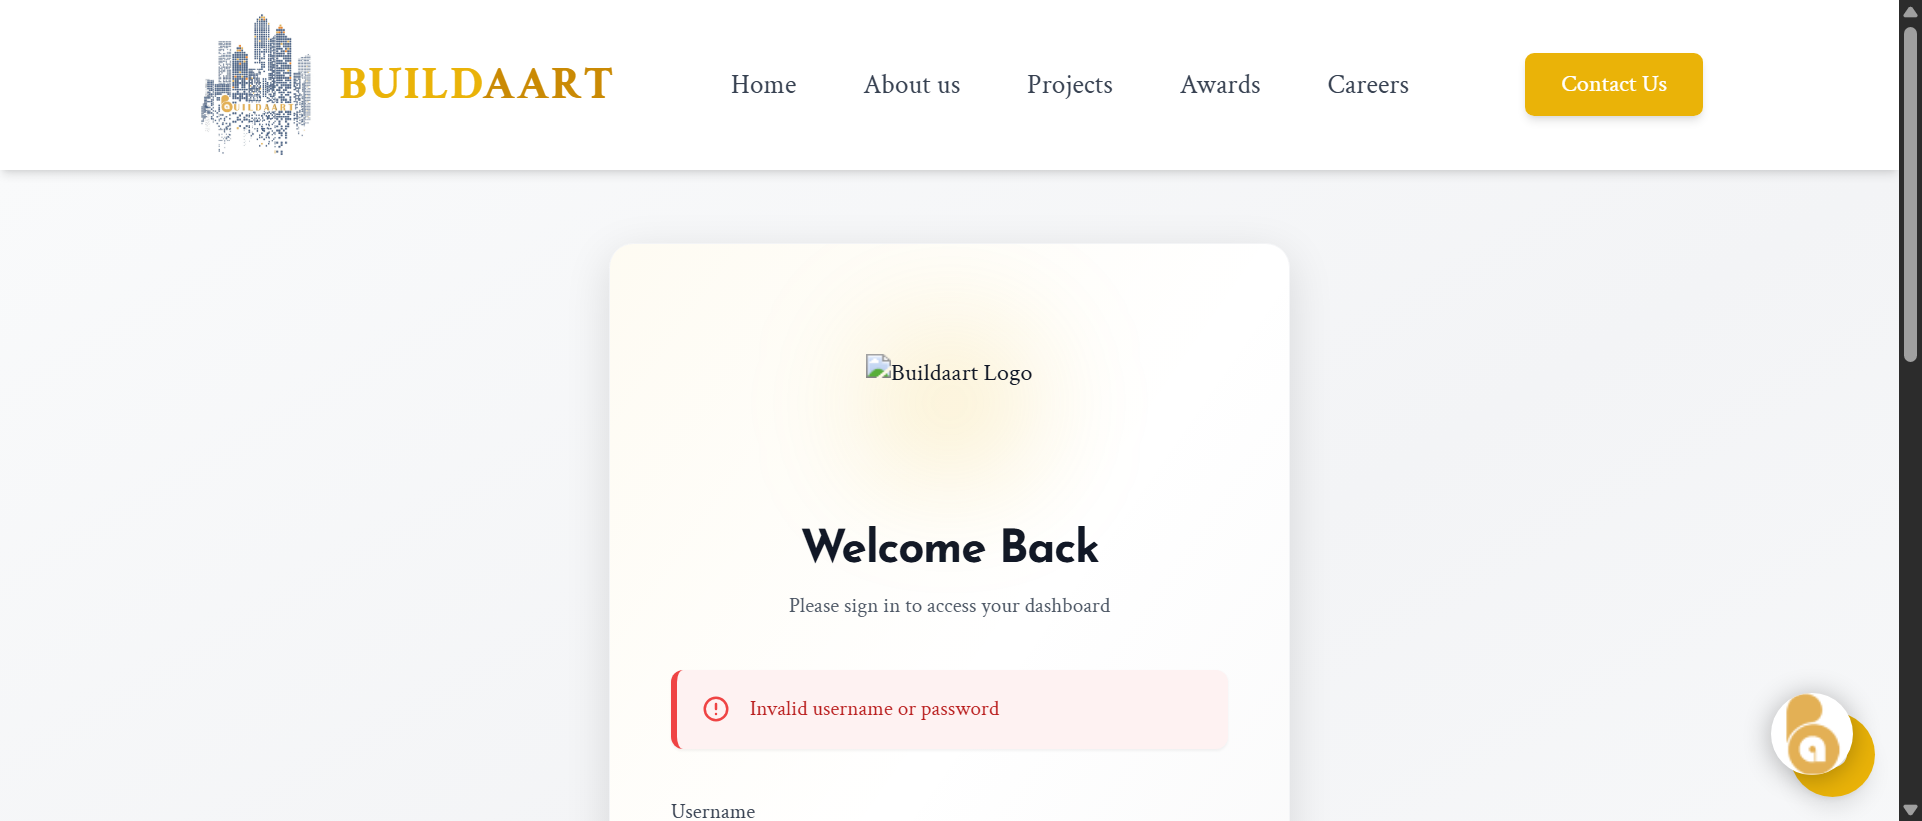 BUILDAART
BUILDAART
Home
About us
Projects
Awards
Careers
Contact Us
Buildaart Logo
Welcome Back
Please sign in to access your dashboard
Invalid username or password
Username
ba